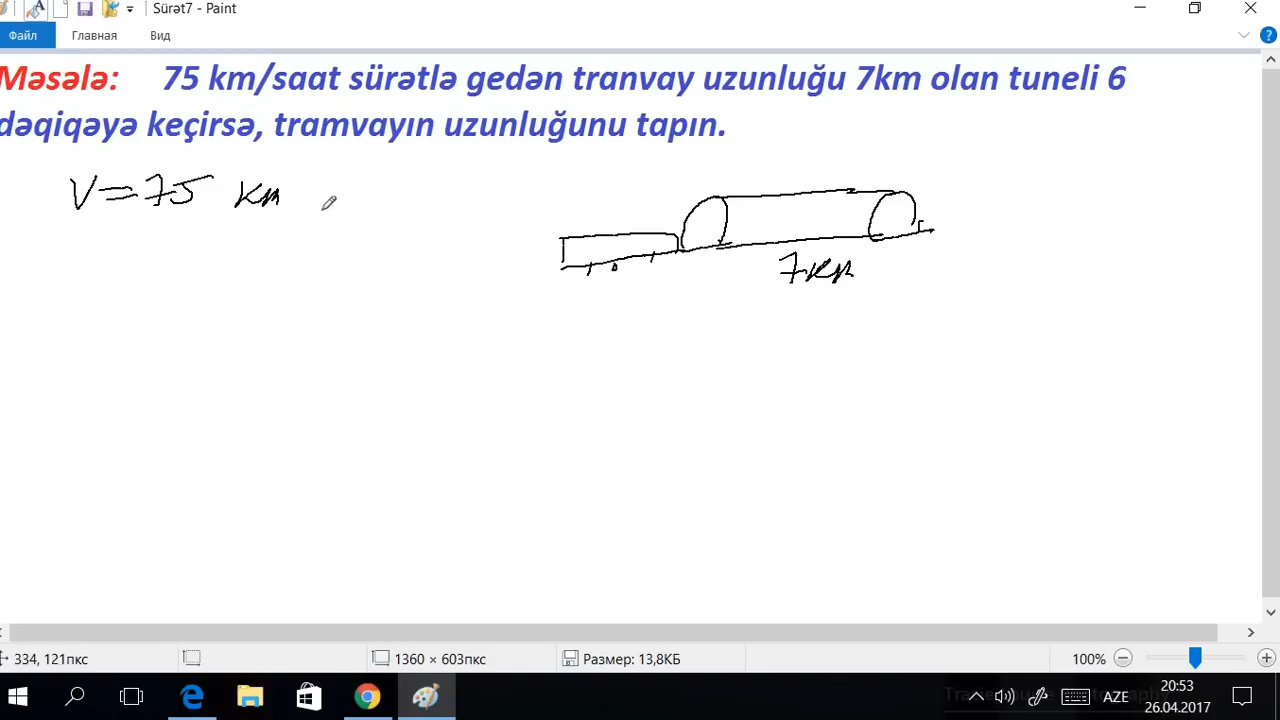 Sürət7 - Paint
Файл Главная Вид
Məsələ: 75 km/saat sürətlə gedən tranvay uzunluğu 7km olan tuneli 6
dəqiqəyə keçirsə, tramvayın uzunluğunu tapın.
V=75 km
7km
334, 121пкс 1360 × 603пкс Размер: 13,8КБ 100%
AZE 20:53
26.04.2017